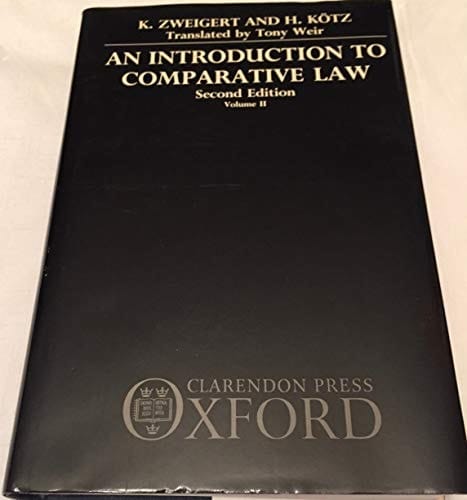 K. ZWEIGERT AND H. KÖTZ
Translated by Tony Weir
AN INTRODUCTION TO
COMPARATIVE LAW
Second Edition
Volume II
CLARENDON PRESS
OXFORD